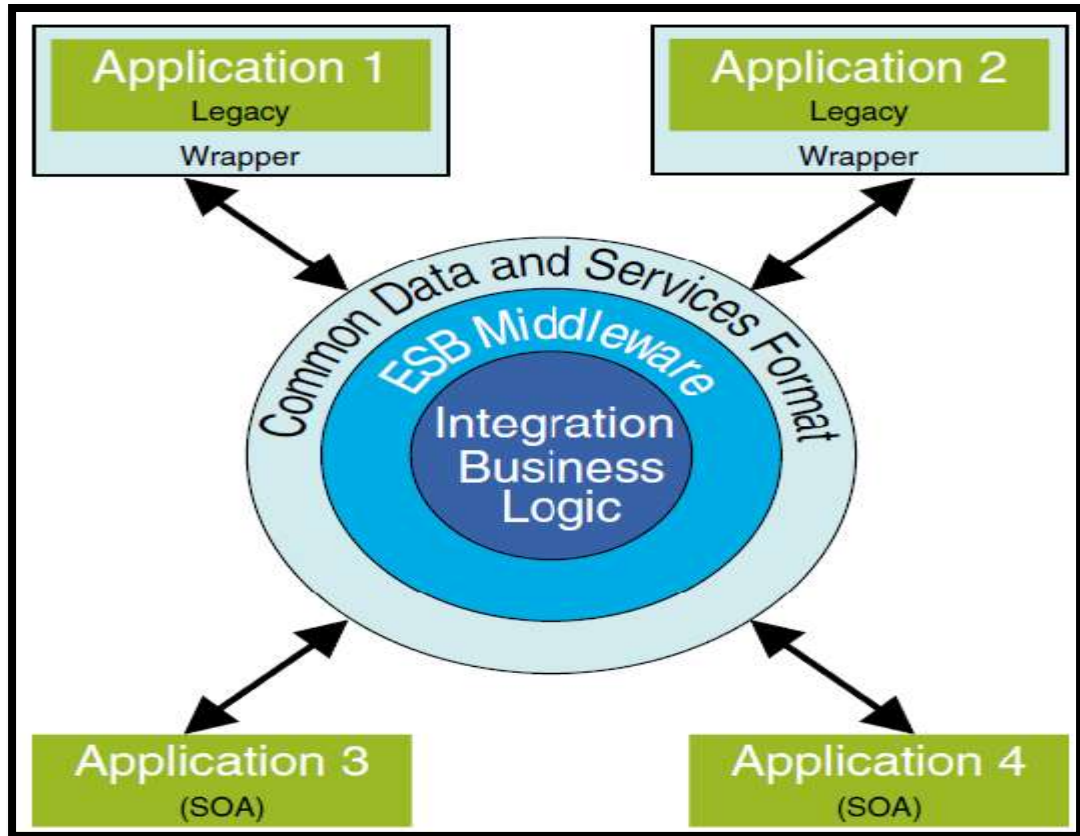 Application 1
Legacy
Wrapper
Application 2
Legacy
Wrapper
Common Data and Services Format
ESB Middleware
Integration
Business
Logic
Application 3
(SOA)
Application 4
(SOA)